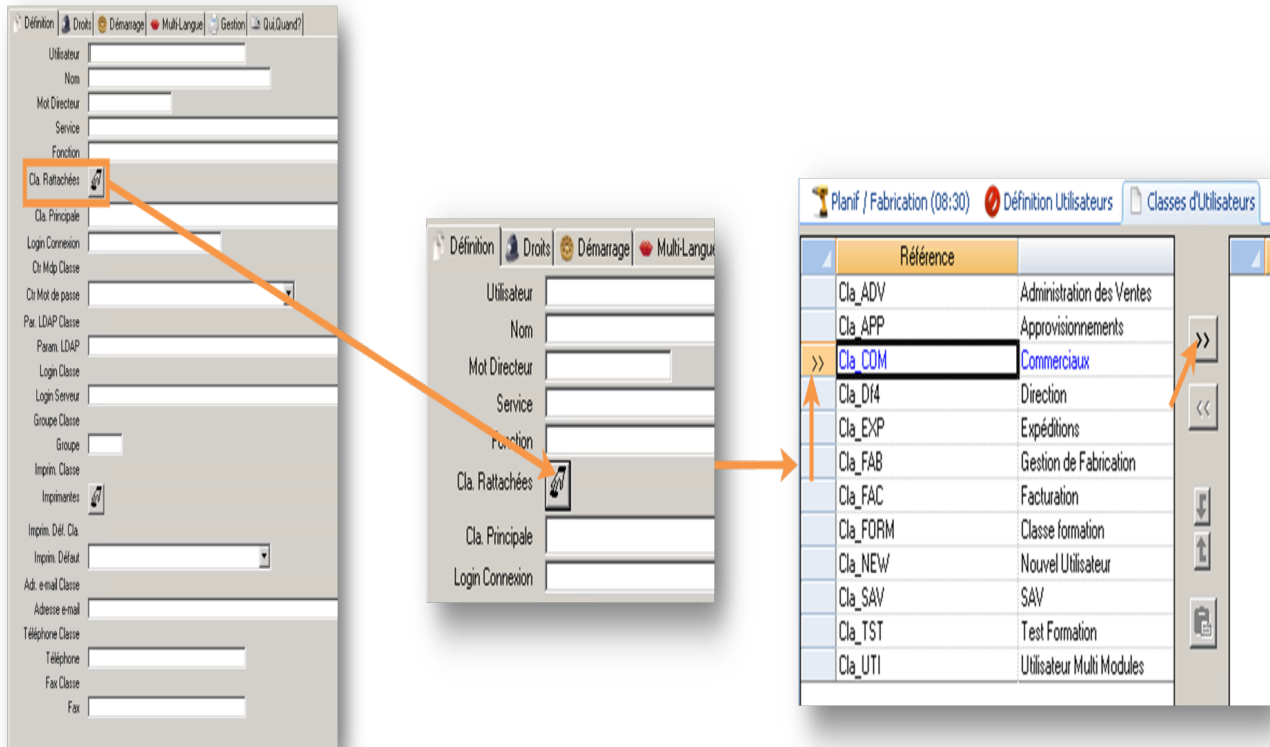 Définition Droits Démarrage Multi-Langue Gestion Qui,Quand?
Utilisateur
Nom
Mot Directeur
Service
Fonction
Cla. Rattachées
Cla. Principale
Login Connexion
Ctr Mdp Classe
Ctr Mot de passe
Par. LDAP Classe
Param. LDAP
Login Classe
Login Serveur
Groupe Classe
Groupe
Imprim. Classe
Imprimantes
Imprim. Déf. Cla.
Imprim. Défaut
Adr. e-mail Classe
Adresse e-mail
Téléphone Classe
Téléphone
Fax Classe
Fax
Définition Droits Démarrage Multi-Langue
Utilisateur
Nom
Mot Directeur
Service
Fonction
Cla. Rattachées
Cla. Principale
Login Connexion
Planif / Fabrication (08:30) Définition Utilisateurs Classes d'Utilisateurs
Référence
Cla_ADV Administration des Ventes
Cla_APP Approvisionnements
>> Cla_COM Commerciaux
Cla_Df4 Direction
Cla_EXP Expéditions
Cla_FAB Gestion de Fabrication
Cla_FAC Facturation
Cla_FORM Classe formation
Cla_NEW Nouvel Utilisateur
Cla_SAV SAV
Cla_TST Test Formation
Cla_UTI Utilisateur Multi Modules
>>
<<